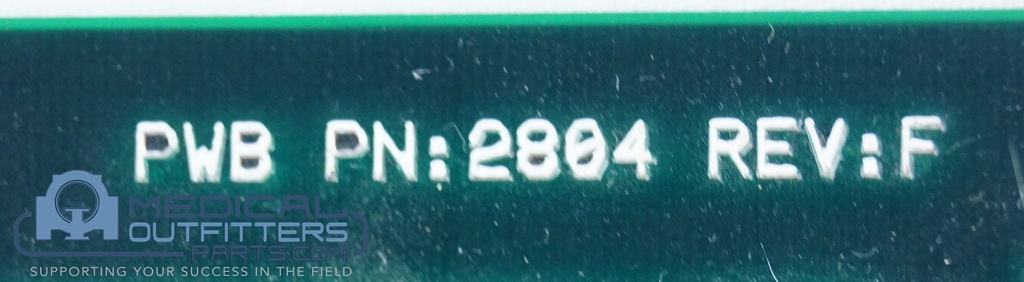 PWB PN:2804 REV:F
MEDICAL
OUTFITTERS
PARTS.COM
SUPPORTING YOUR SUCCESS IN THE FIELD